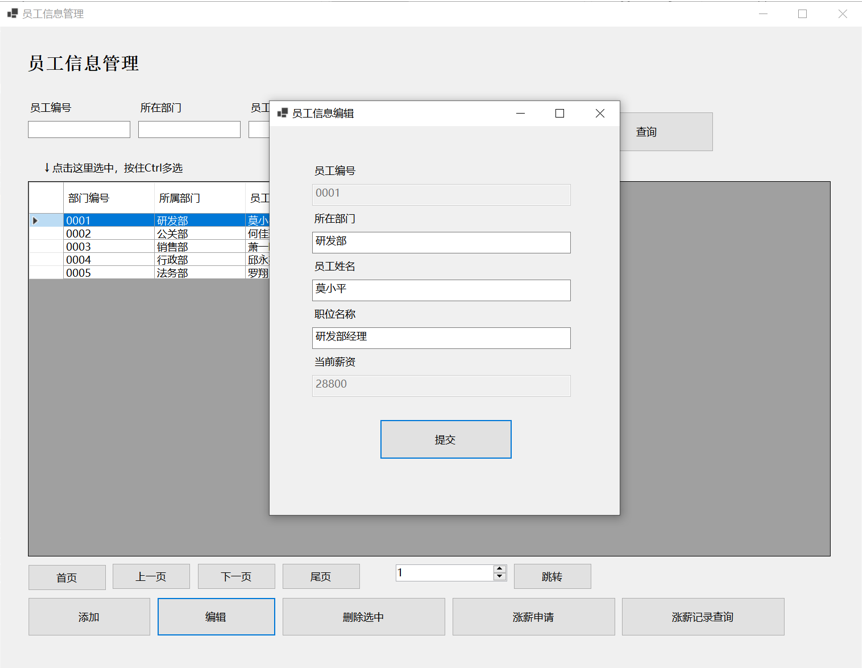 员工信息管理
员工信息管理
员工编号
所在部门
员工
查询
↓点击这里选中，按住Ctrl多选
部门编号 所属部门 员工
0001 研发部 莫小
0002 公关部 何佳
0003 销售部 萧一
0004 行政部 邱永
0005 法务部 罗翔
员工信息编辑
员工编号
0001
所在部门
研发部
员工姓名
莫小平
职位名称
研发部经理
当前薪资
28800
提交
首页 上一页 下一页 尾页 1 跳转
添加 编辑 删除选中 涨薪申请 涨薪记录查询